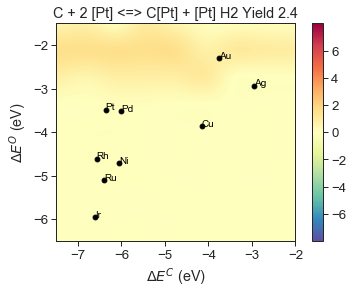 C + 2 [Pt] <=> C[Pt] + [Pt] H2 Yield 2.4
ΔE^O (eV)
−2
−3
−4
−5
−6
Au
Ag
Pt
Pd
Cu
Rh
Ni
Ru
Ir
−7
−6
−5
−4
−3
−2
ΔE^C (eV)
6
4
2
0
−2
−4
−6